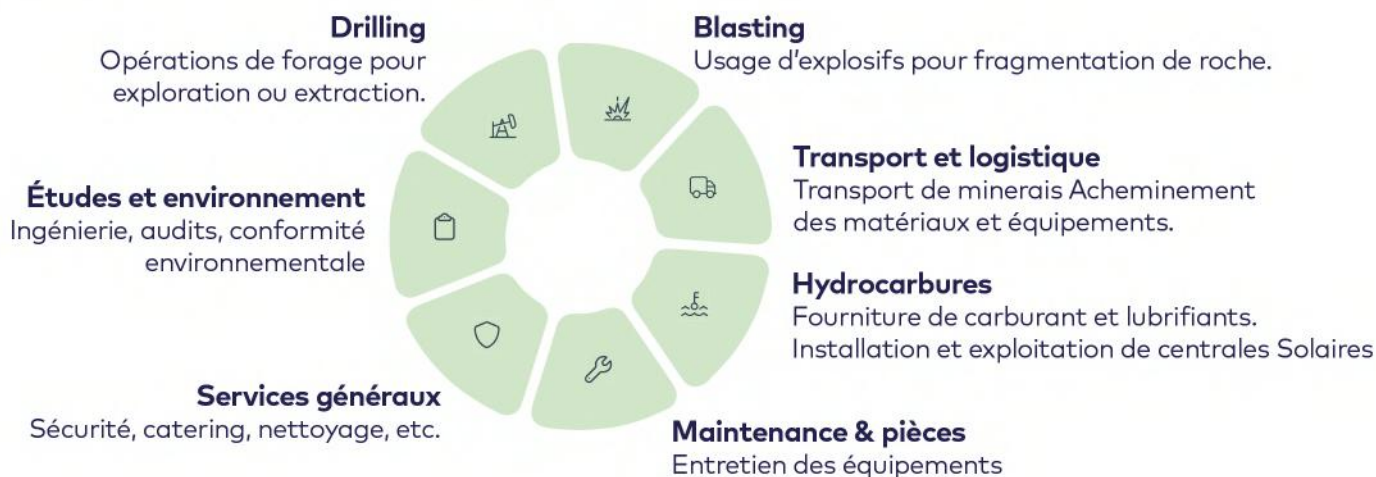 Drilling
Opérations de forage pour
exploration ou extraction.
Blasting
Usage d'explosifs pour fragmentation de roche.
Transport et logistique
Transport de minerais Acheminement
des matériaux et équipements.
Hydrocarbures
Fourniture de carburant et lubrifiants.
Installation et exploitation de centrales Solaires
Maintenance & pièces
Entretien des équipements
Services généraux
Sécurité, catering, nettoyage, etc.
Études et environnement
Ingénierie, audits, conformité
environnementale